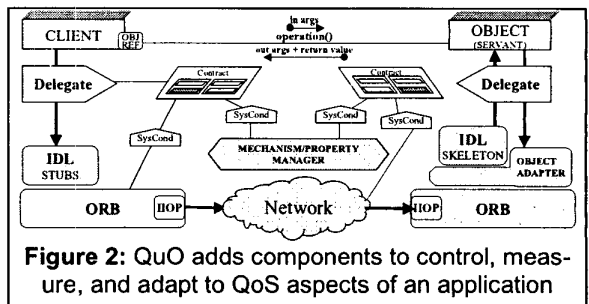 in args
CLIENT
OBJ
REF
operation()
OBJECT
(SERVANT)
out args + return value
Delegate
Contract
Contract
Delegate
SysCond
SysCond
SysCond
SysCond
IDL
STUBS
MECHANISM/PROPERTY
MANAGER
IDL
SKELETON
OBJECT
ADAPTER
ORB
IIOP
Network
IIOP
ORB
Figure 2: QuO adds components to control, meas-
ure, and adapt to QoS aspects of an application